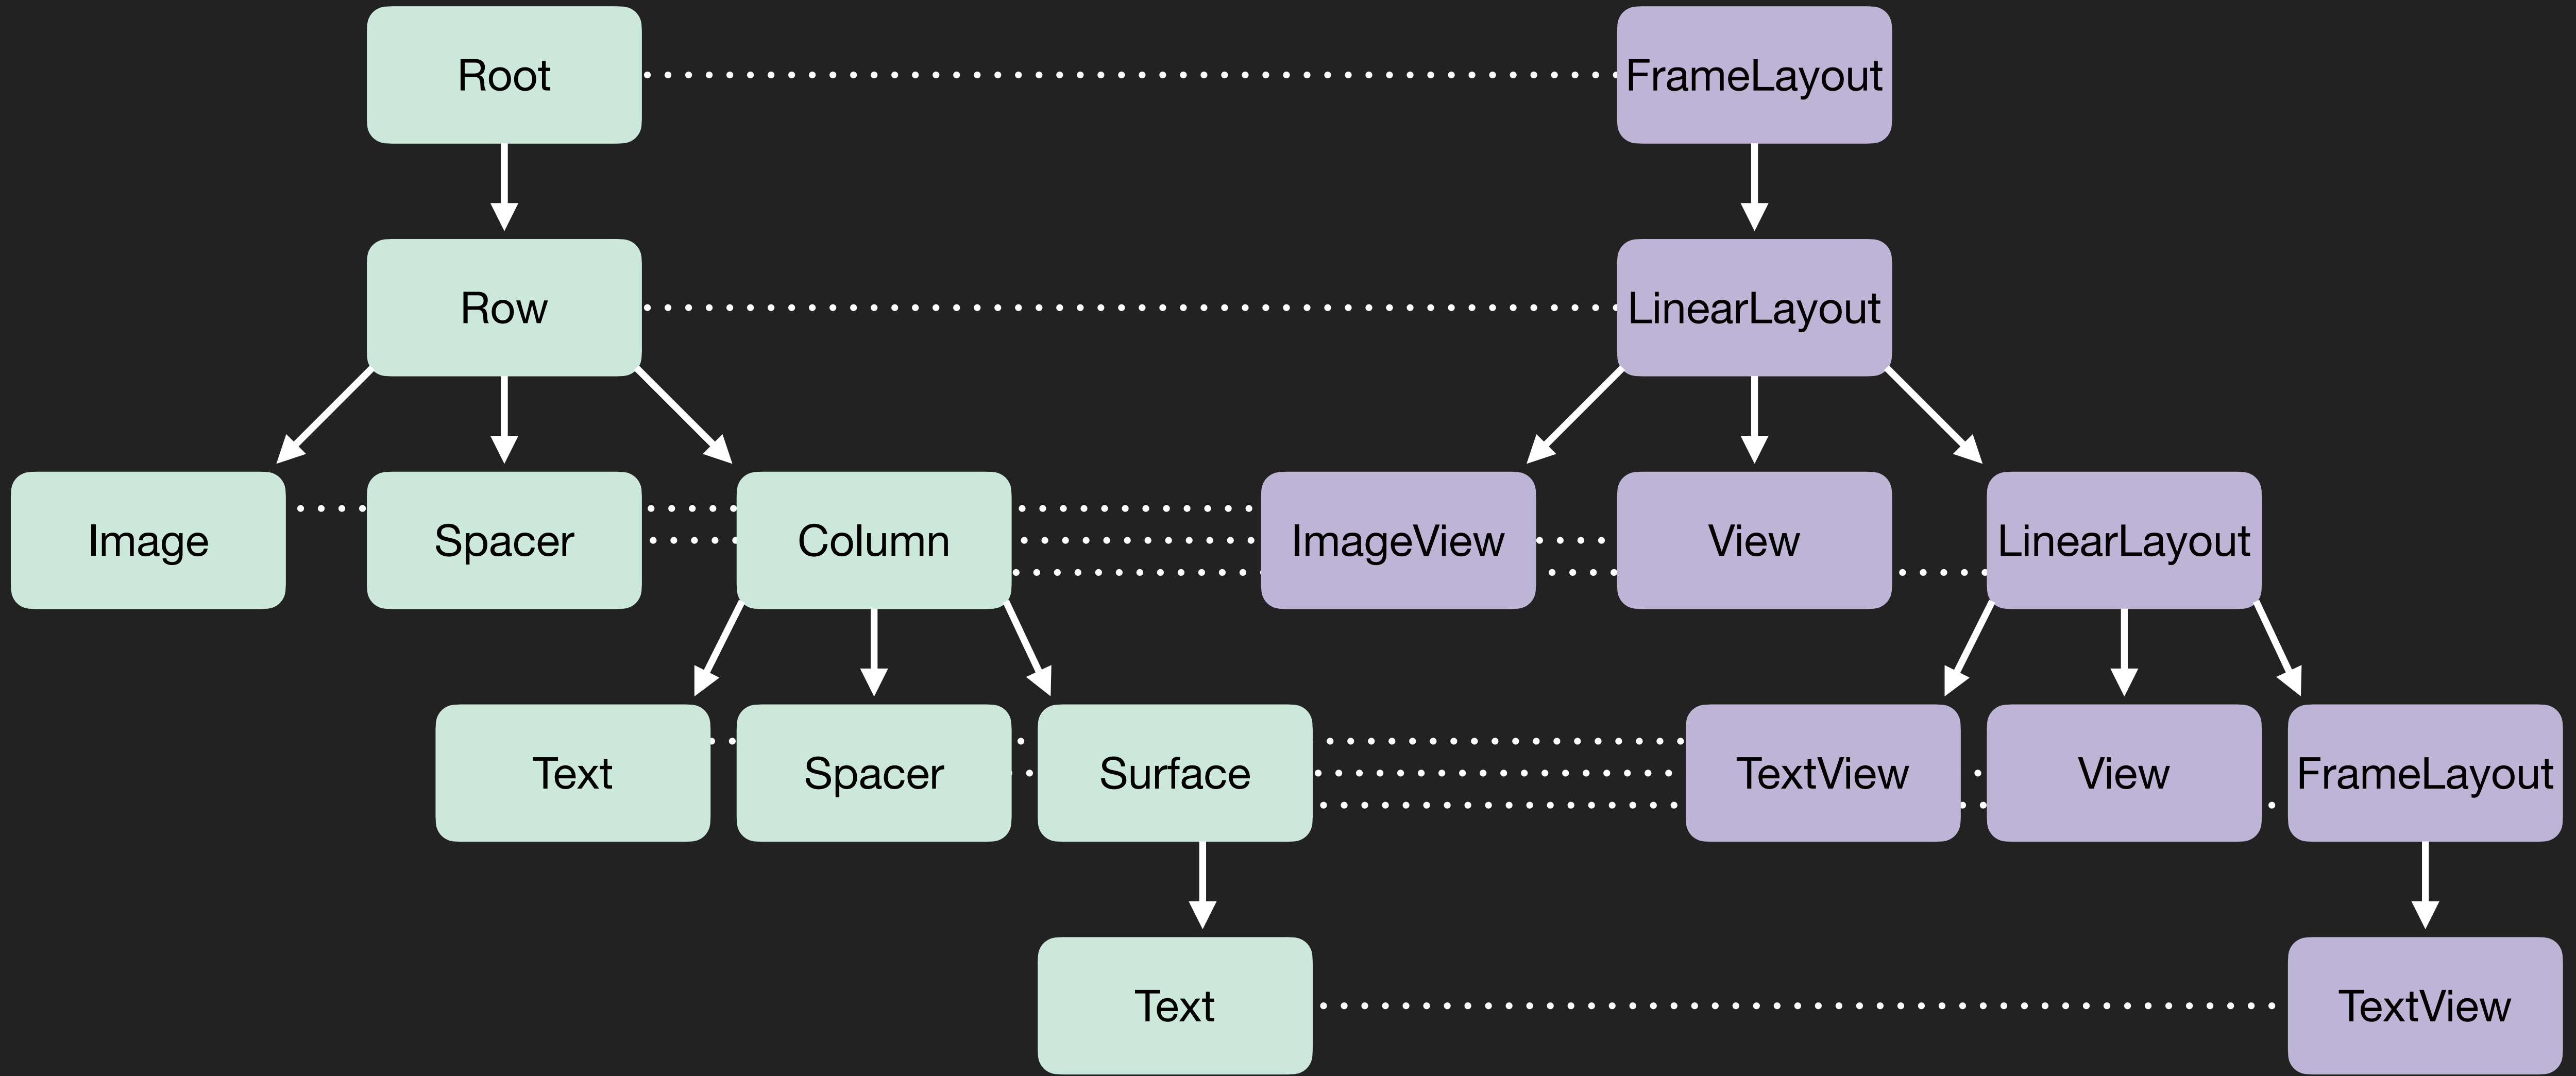 Root
FrameLayout
Row
LinearLayout
Image
Spacer
Column
ImageView
View
LinearLayout
Text
Spacer
Surface
TextView
View
FrameLayout
Text
TextView